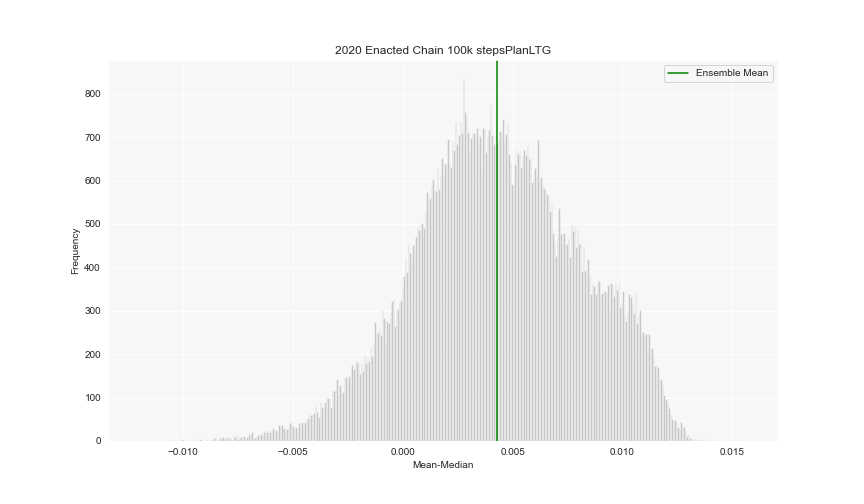 2020 Enacted Chain 100k stepsPlanLTG
Ensemble Mean
Frequency
800
700
600
500
400
300
200
100
0
−0.010 −0.005 0.000 0.005 0.010 0.015
Mean-Median